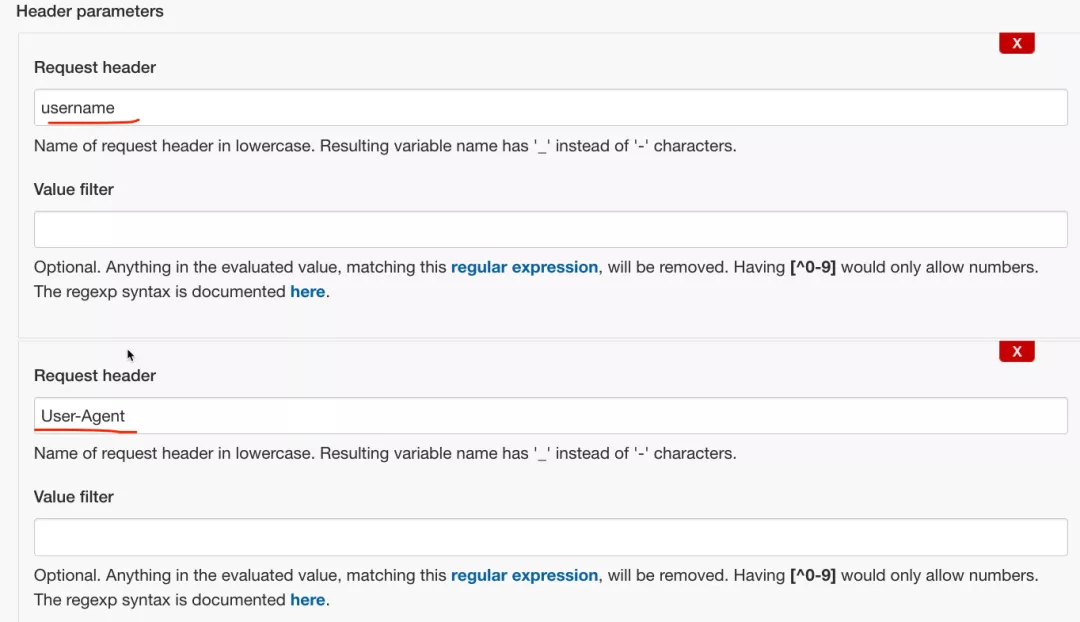 Header parameters
X
Request header
username
Name of request header in lowercase. Resulting variable name has '_' instead of '-' characters.
Value filter
Optional. Anything in the evaluated value, matching this regular expression, will be removed. Having [^0-9] would only allow numbers.
The regexp syntax is documented here.
X
Request header
User-Agent
Name of request header in lowercase. Resulting variable name has '_' instead of '-' characters.
Value filter
Optional. Anything in the evaluated value, matching this regular expression, will be removed. Having [^0-9] would only allow numbers.
The regexp syntax is documented here.